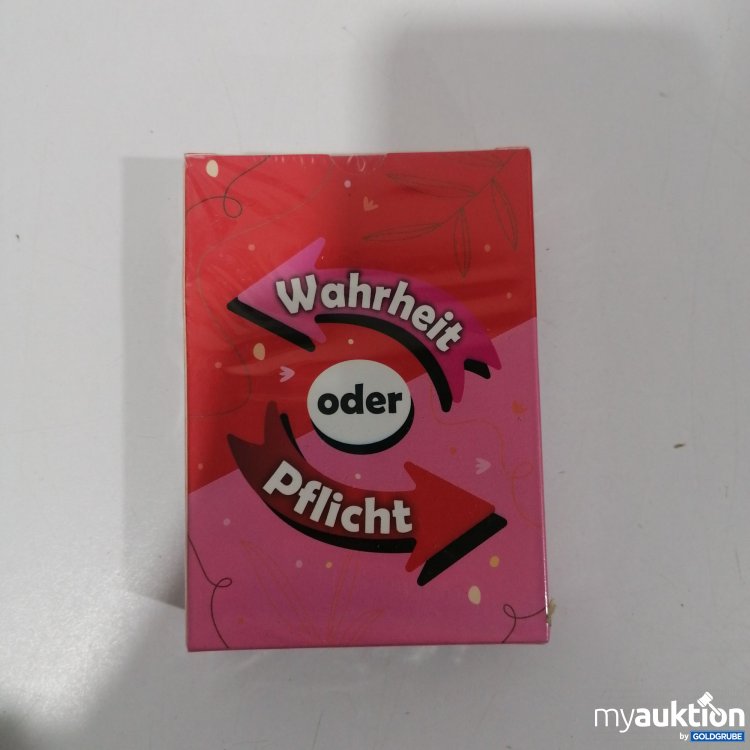 Wahrheit
oder
Pflicht
myauktion
by GOLDGRUBE